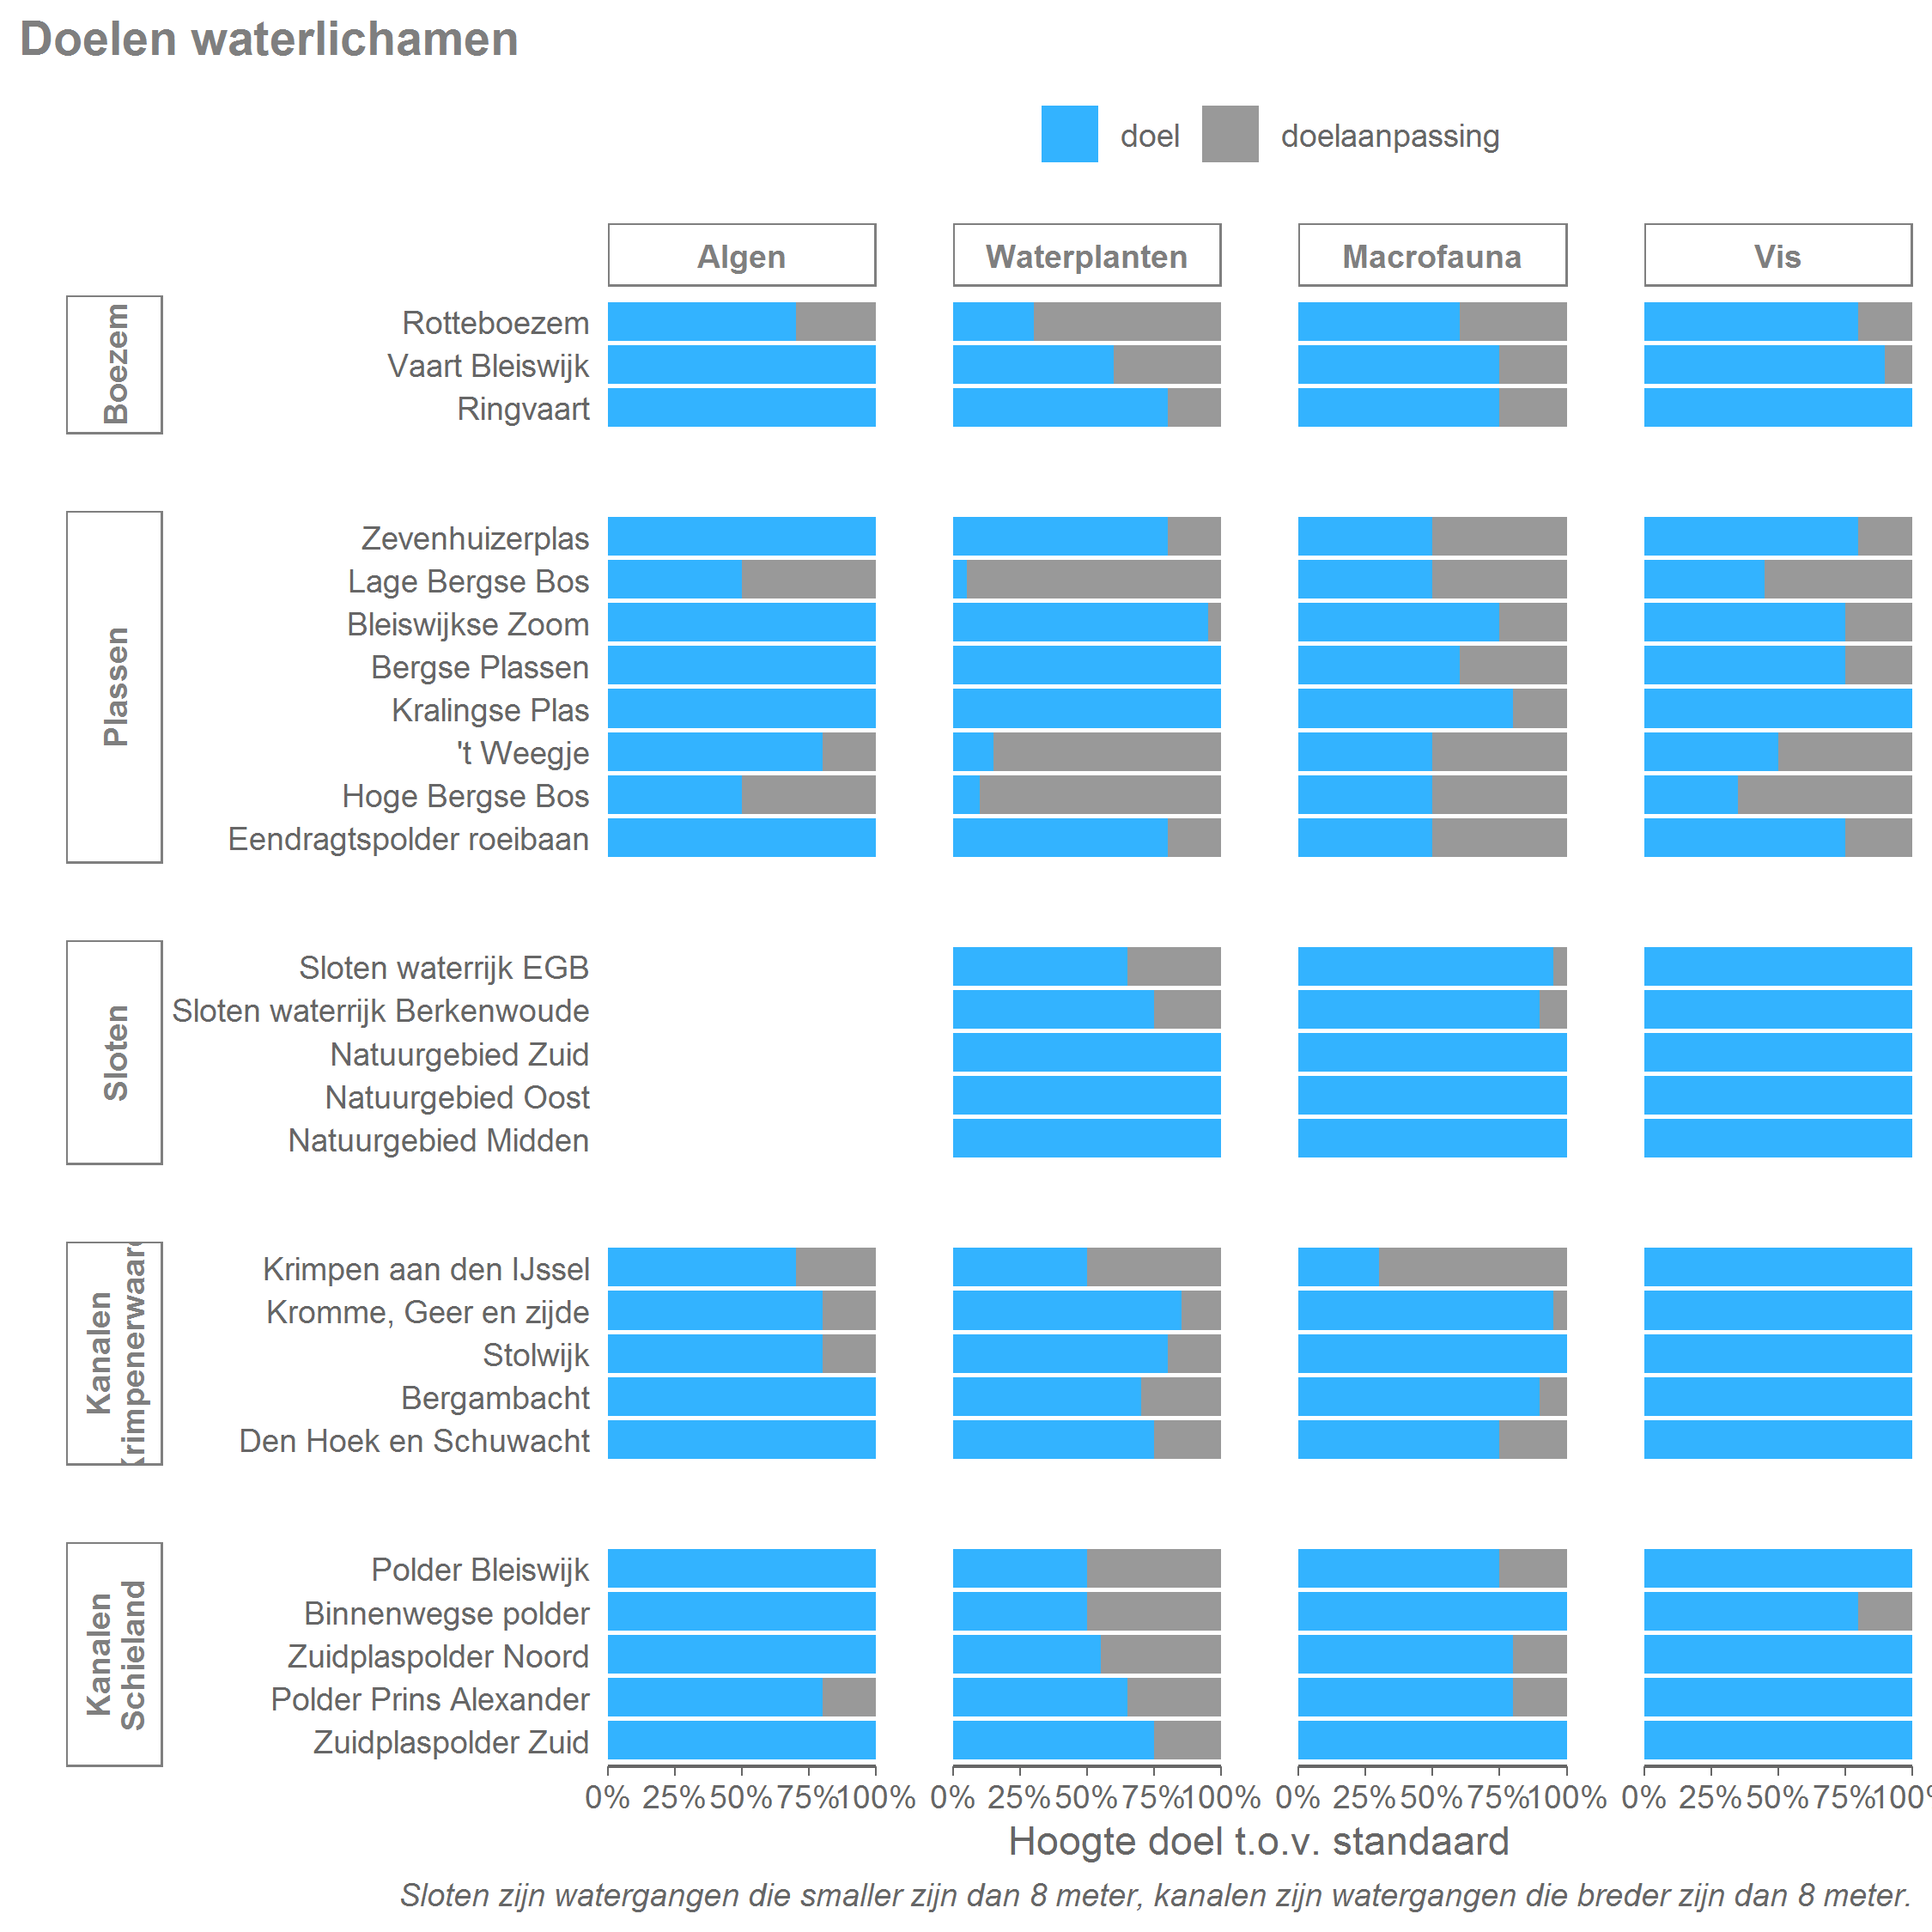 Doelen waterlichamen
doel doelaanpassing
Algen Waterplanten Macrofauna Vis
Boezem
Rotteboezem
Vaart Bleiswijk
Ringvaart
Plassen
Zevenhuizerplas
Lage Bergse Bos
Bleiswijkse Zoom
Bergse Plassen
Kralingse Plas
't Weegje
Hoge Bergse Bos
Eendragtspolder roeibaan
Sloten
Sloten waterrijk EGB
Sloten waterrijk Berkenwoude
Natuurgebied Zuid
Natuurgebied Oost
Natuurgebied Midden
Kanalen
Krimpenerwaard
Krimpen aan den IJssel
Kromme, Geer en zijde
Stolwijk
Bergambacht
Den Hoek en Schuwacht
Kanalen
Schieland
Polder Bleiswijk
Binnenwegse polder
Zuidplaspolder Noord
Polder Prins Alexander
Zuidplaspolder Zuid
0% 25% 50% 75% 100% 0% 25% 50% 75% 100% 0% 25% 50% 75% 100% 0% 25% 50% 75% 100%
Hoogte doel t.o.v. standaard
Sloten zijn watergangen die smaller zijn dan 8 meter, kanalen zijn watergangen die breder zijn dan 8 meter.